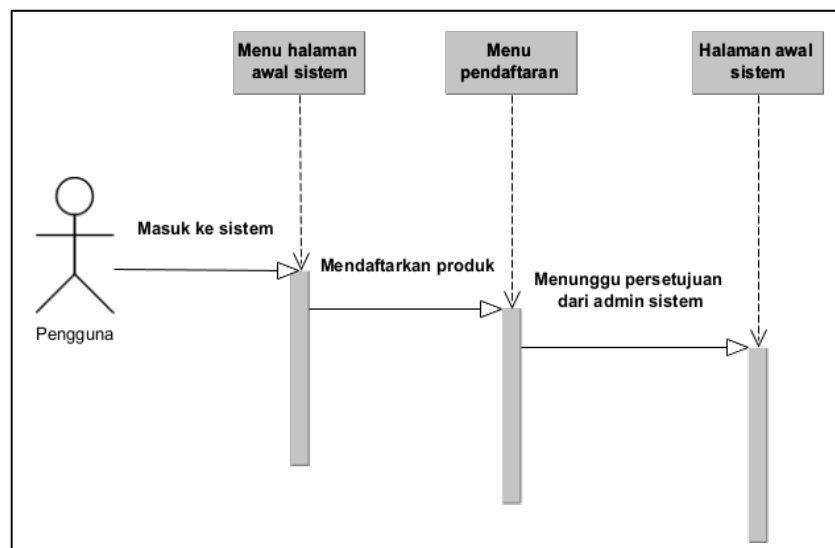 Menu halaman
awal sistem
Menu
pendaftaran
Halaman awal
sistem
Masuk ke sistem
Mendaftarkan produk
Menunggu persetujuan
dari admin sistem
Pengguna